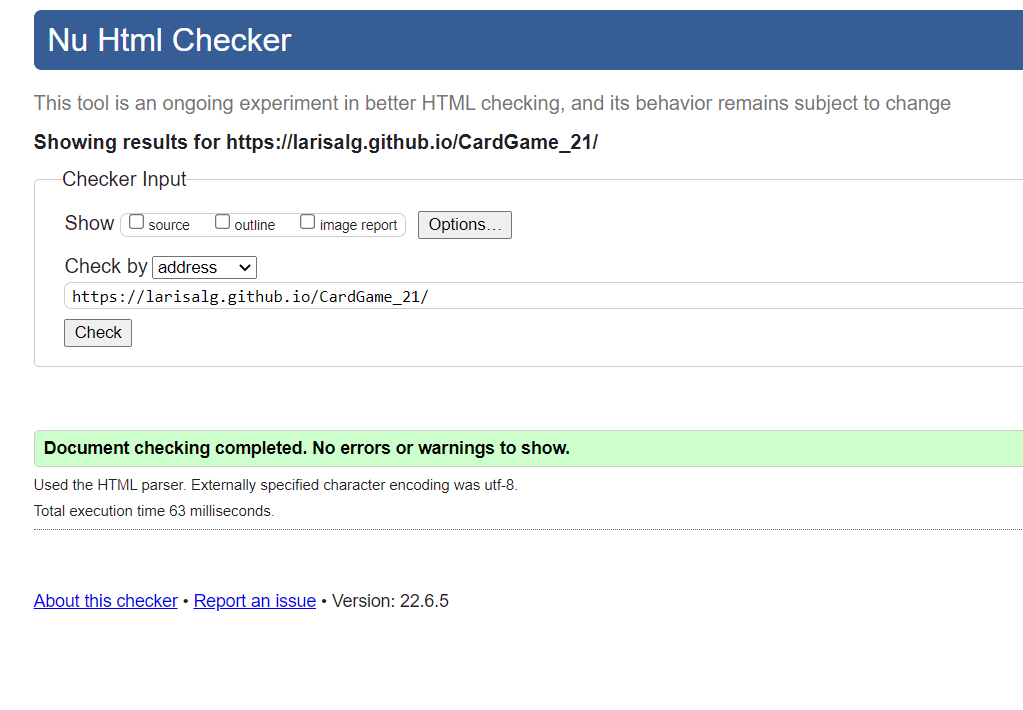 Nu Html Checker
This tool is an ongoing experiment in better HTML checking, and its behavior remains subject to change
Showing results for https://larisalg.github.io/CardGame_21/
Checker Input
Show source outline image report Options...
Check by address
https://larisalg.github.io/CardGame_21/
Check
Document checking completed. No errors or warnings to show.
Used the HTML parser. Externally specified character encoding was utf-8.
Total execution time 63 milliseconds.
About this checker • Report an issue • Version: 22.6.5